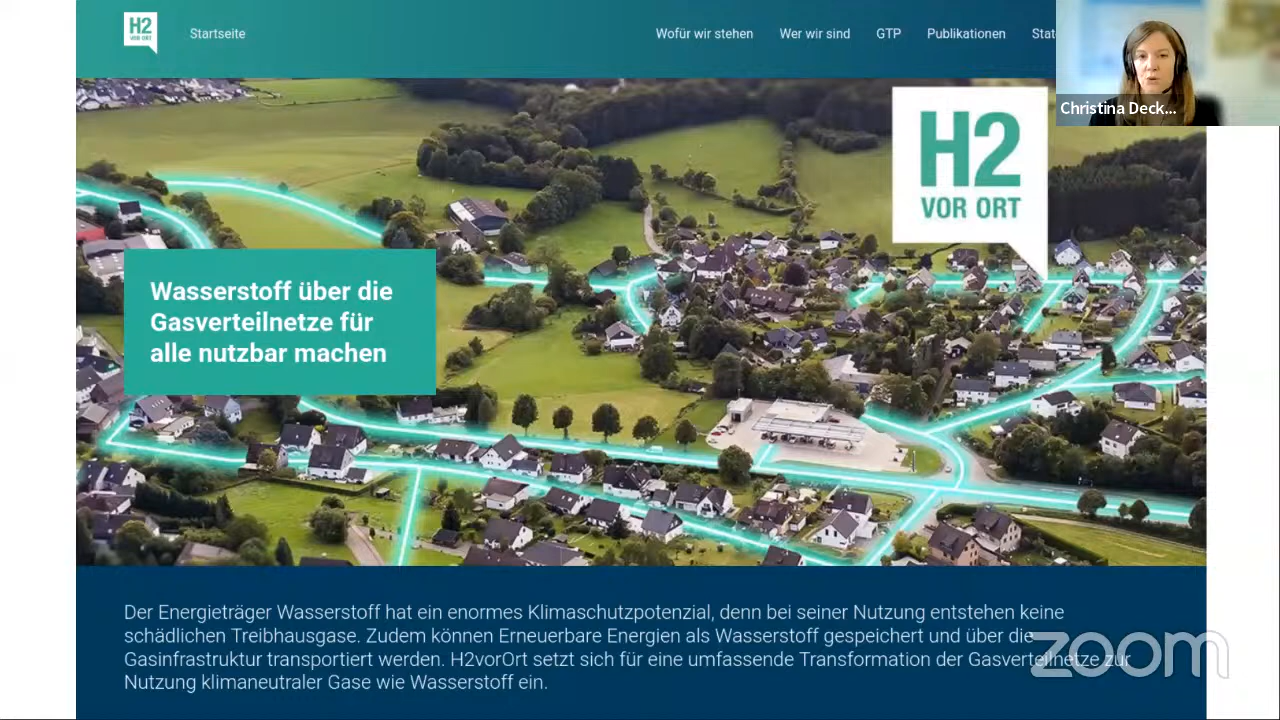 H2
VOR ORT
Startseite
Wofür wir stehen
Wer wir sind
GTP
Publikationen
Christina Deck...
H2
VOR ORT
Wasserstoff über die
Gasverteilnetze für
alle nutzbar machen
Der Energieträger Wasserstoff hat ein enormes Klimaschutzpotenzial, denn bei seiner Nutzung entstehen keine
schädlichen Treibhausgase. Zudem können Erneuerbare Energien als Wasserstoff gespeichert und über die
Gasinfrastruktur transportiert werden. H2vorOrt setzt sich für eine umfassende Transformation der Gasverteilnetze zur
Nutzung klimaneutraler Gase wie Wasserstoff ein.
zoom